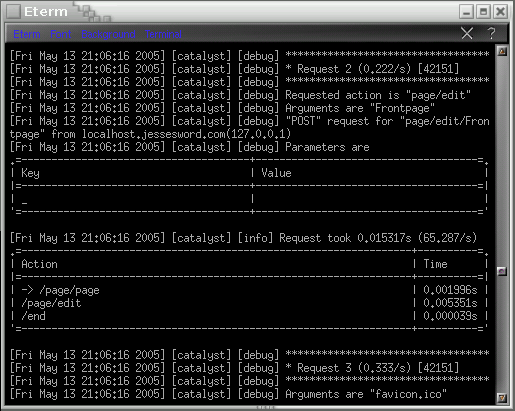 Eterm
Eterm Font Background Terminal
?
[Fri May 13 21:06:16 2005] [catalyst] [debug] **********************************
[Fri May 13 21:06:16 2005] [catalyst] [debug] * Request 2 (0.222/s) [42151]
[Fri May 13 21:06:16 2005] [catalyst] [debug] **********************************
[Fri May 13 21:06:16 2005] [catalyst] [debug] Requested action is "page/edit"
[Fri May 13 21:06:16 2005] [catalyst] [debug] Arguments are "Frontpage"
[Fri May 13 21:06:16 2005] [catalyst] [debug] "POST" request for "page/edit/Fron
tpage" from localhost.jessesword.com(127.0.0.1)
[Fri May 13 21:06:16 2005] [catalyst] [debug] Parameters are
.=--------------------------------------+--------------------------------------=.
| Key | Value |
|=--------------------------------------+--------------------------------------=|
| _ | |
'=--------------------------------------+--------------------------------------='
[Fri May 13 21:06:16 2005] [catalyst] [info] Request took 0.015317s (65.287/s)
.=----------------------------------------------------------------+-----------=.
| Action | Time |
|=----------------------------------------------------------------+-----------=|
| -> /page/page | 0.001996s |
| /page/edit | 0.005351s |
| /end | 0.000039s |
'=----------------------------------------------------------------+-----------='
[Fri May 13 21:06:16 2005] [catalyst] [debug] **********************************
[Fri May 13 21:06:16 2005] [catalyst] [debug] * Request 3 (0.333/s) [42151]
[Fri May 13 21:06:16 2005] [catalyst] [debug] **********************************
[Fri May 13 21:06:16 2005] [catalyst] [debug] Arguments are "favicon.ico"